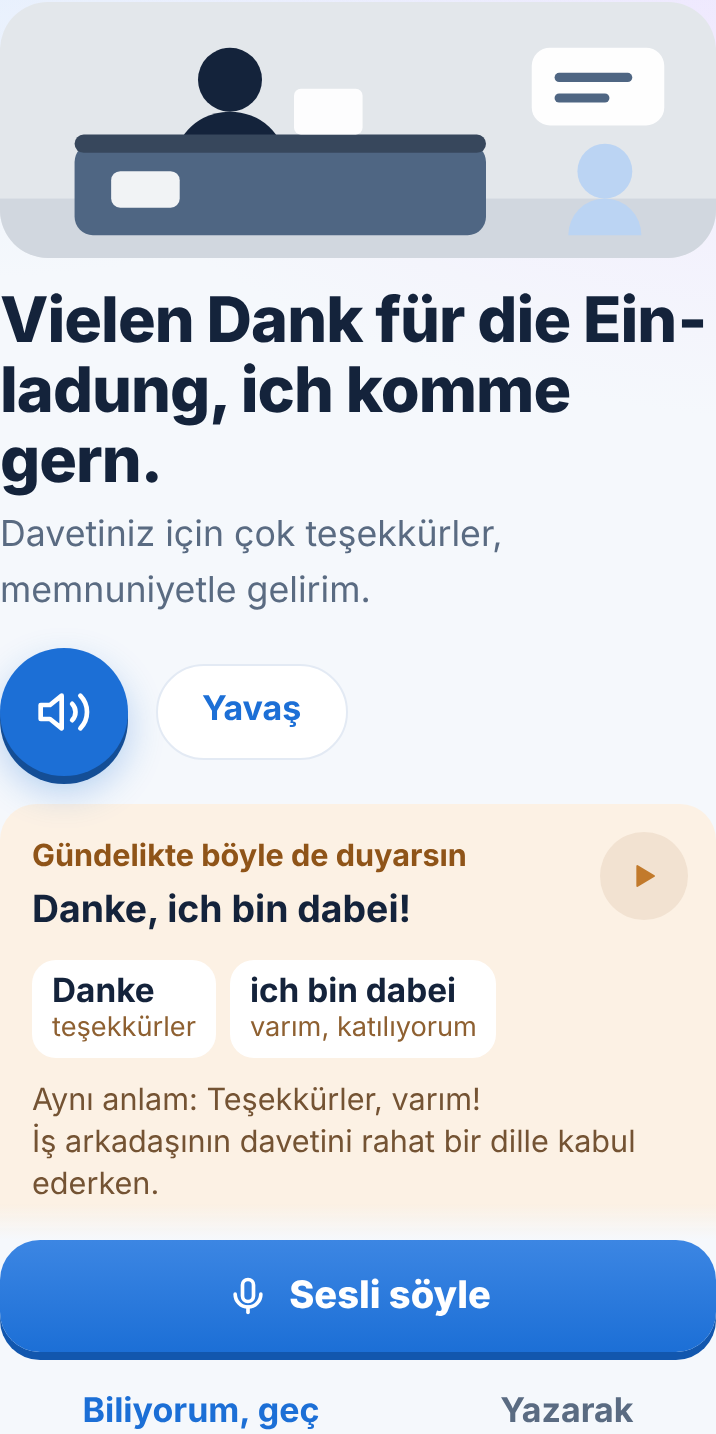 Vielen Dank für die Ein-
ladung, ich komme
gern.
Davetiniz için çok teşekkürler,
memnuniyetle gelirim.
Yavaş
Gündelikte böyle de duyarsın
Danke, ich bin dabei!
Danke
teşekkürler
ich bin dabei
varım, katılıyorum
Aynı anlam: Teşekkürler, varım!
İş arkadaşının davetini rahat bir dille kabul
ederken.
Sesli söyle
Biliyorum, geç
Yazarak